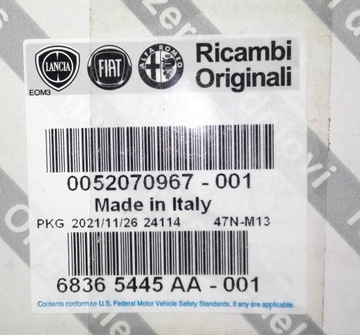 LANCIA
FIAT
ALFA ROMEO
Ricambi
Originali
EOM3
0052070967 - 001
Made in Italy
PKG 2021/11/26 24114 47N-M13
6836 5445 AA - 001
Contents conform to U.S. Federal Motor Vehicle Safety Standards, if they are applicable.